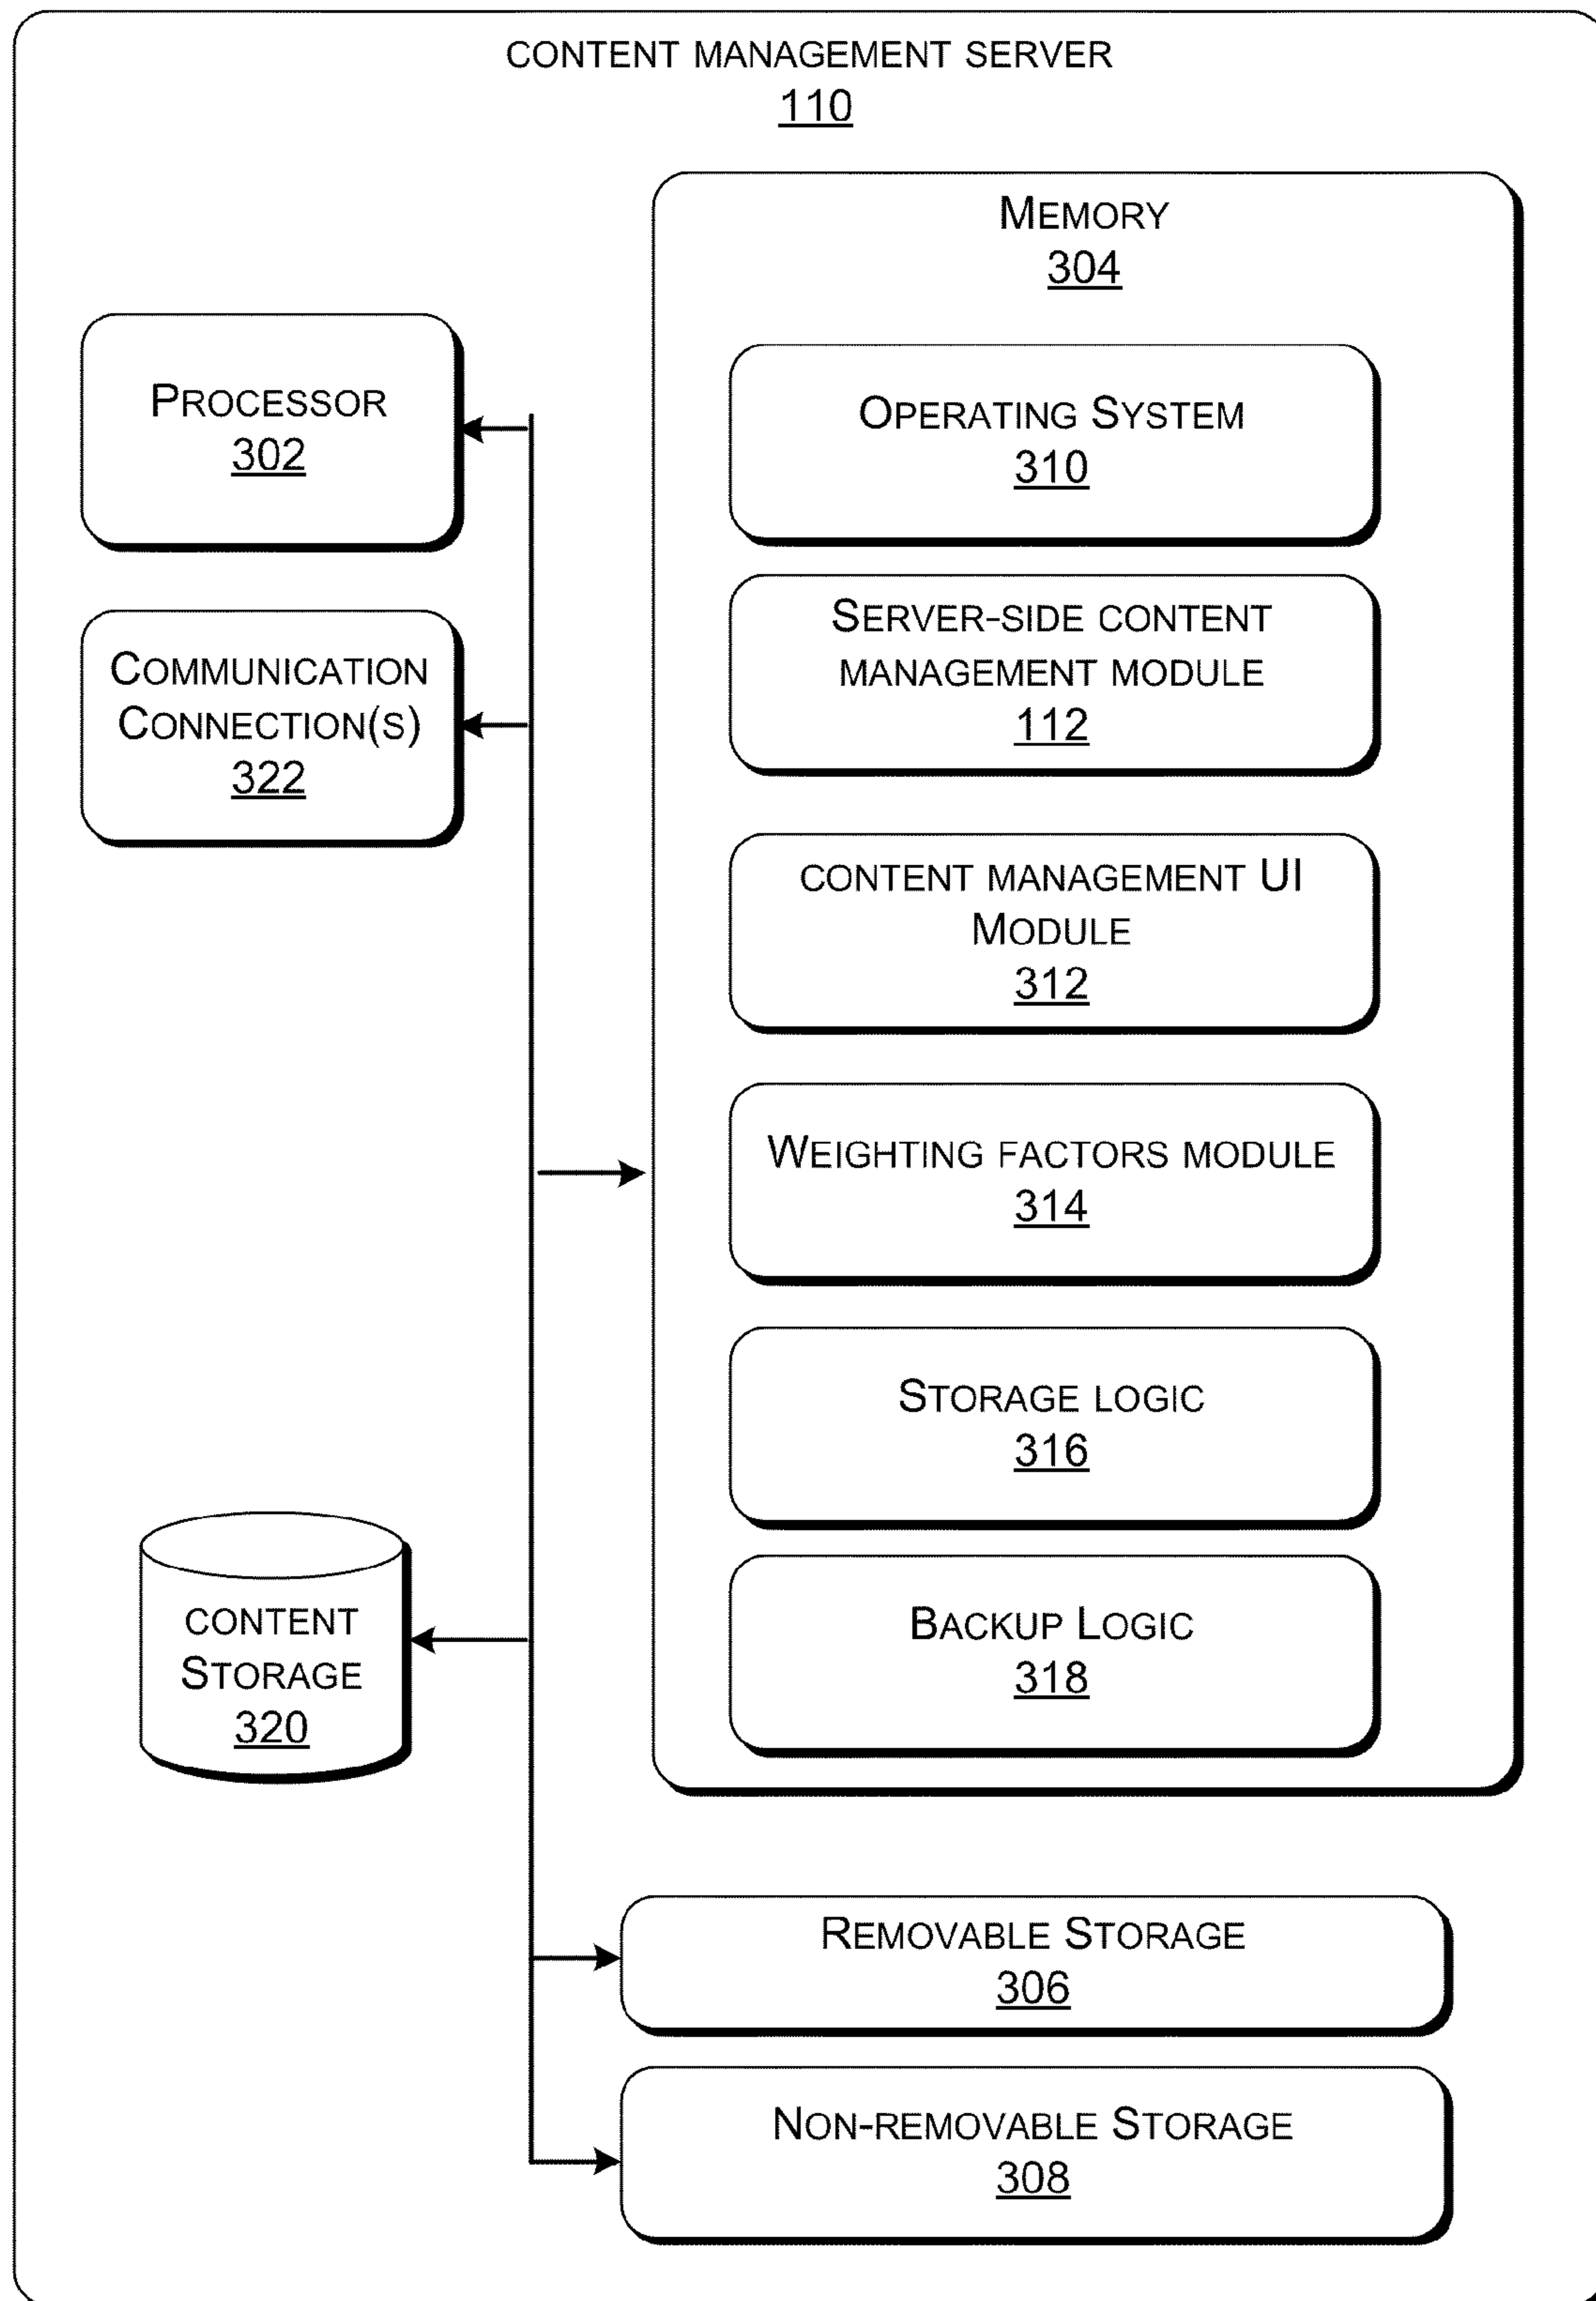 CONTENT MANAGEMENT SERVER
110
MEMORY
304
PROCESSOR
302
COMMUNICATION
CONNECTION(S)
322
OPERATING SYSTEM
310
SERVER-SIDE CONTENT
MANAGEMENT MODULE
112
CONTENT MANAGEMENT UI
MODULE
312
WEIGHTING FACTORS MODULE
314
STORAGE LOGIC
316
BACKUP LOGIC
318
CONTENT
STORAGE
320
REMOVABLE STORAGE
306
NON-REMOVABLE STORAGE
308